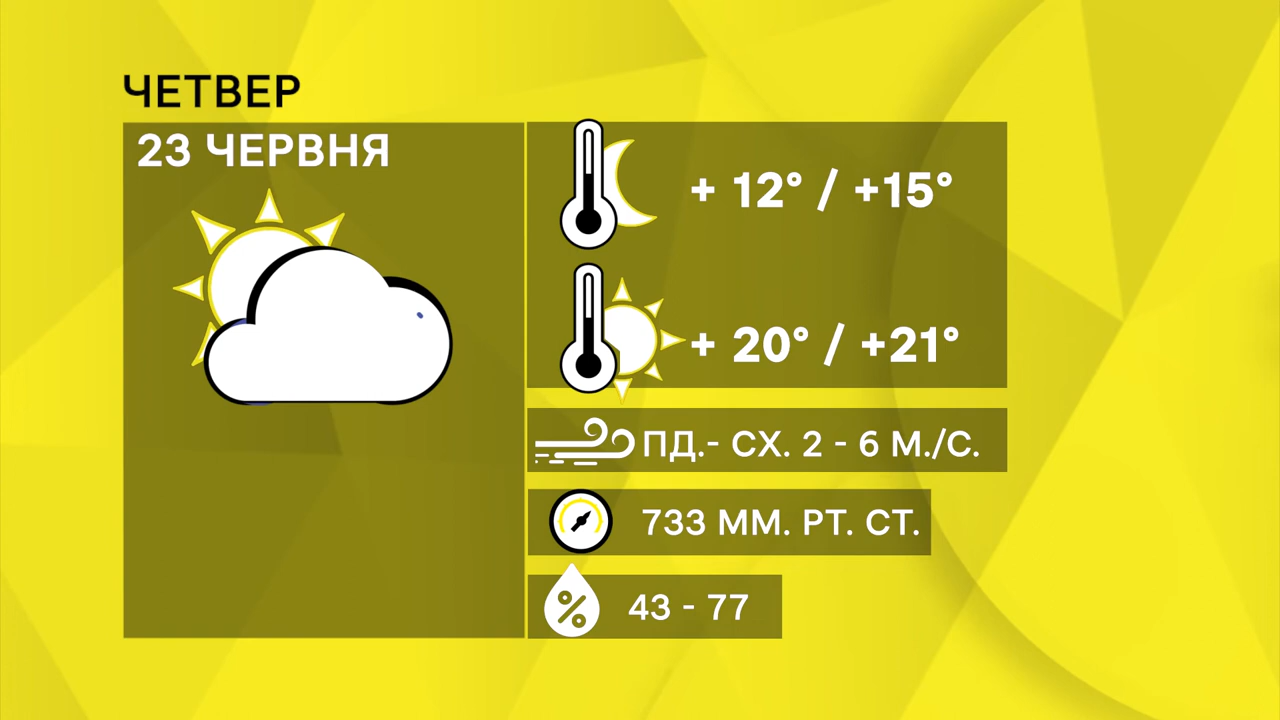 ЧЕТВЕР
23 ЧЕРВНЯ
+ 12° / +15°
+ 20° / +21°
ПД.- СХ. 2 - 6 М./С.
733 ММ. РТ. СТ.
% 43 - 77